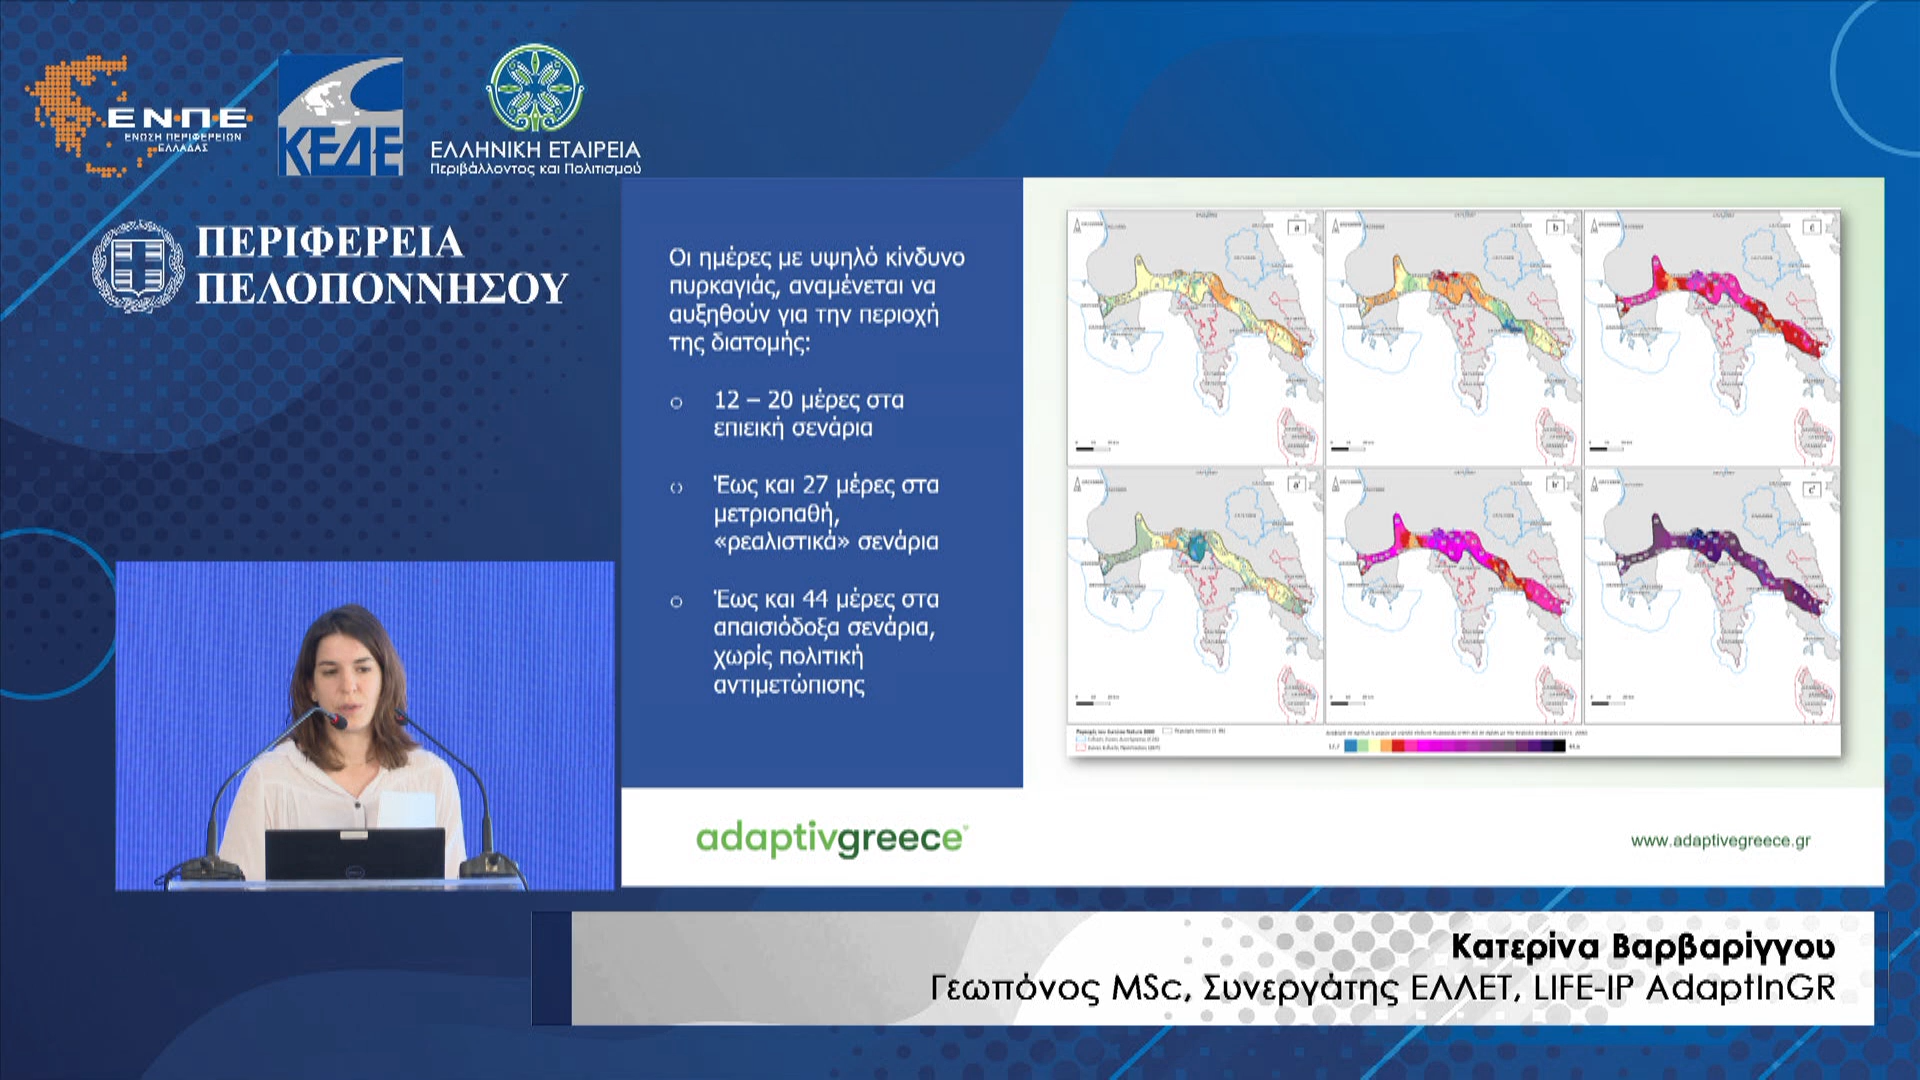 ΕΝ·ΠΕ
ΕΝΩΣΗ ΠΕΡΙΦΕΡΕΙΩΝ
ΕΛΛΑΔΑΣ
ΚΕΔΕ
ΕΛΛΗΝΙΚΗ ΕΤΑΙΡΕΙΑ
Περιβάλλοντος και Πολιτισμού
ΠΕΡΙΦΕΡΕΙΑ
ΠΕΛΟΠΟΝΝΗΣΟΥ
Οι ημέρες με υψηλό κίνδυνο
πυρκαγιάς, αναμένεται να
αυξηθούν για την περιοχή
της διατομής:
12 – 20 μέρες στα
επιεική σενάρια
Έως και 27 μέρες στα
μετριοπαθή,
«ρεαλιστικά» σενάρια
Έως και 44 μέρες στα
απαισιόδοξα σενάρια,
χωρίς πολιτική
αντιμετώπισης
a
b
c
a'
b'
c'
adaptivgreece
www.adaptivegreece.gr
Κατερίνα Βαρβαρίγγου
Γεωπόνος MSc, Συνεργάτης ΕΛΛΕΤ, LIFE-IP AdaptInGR